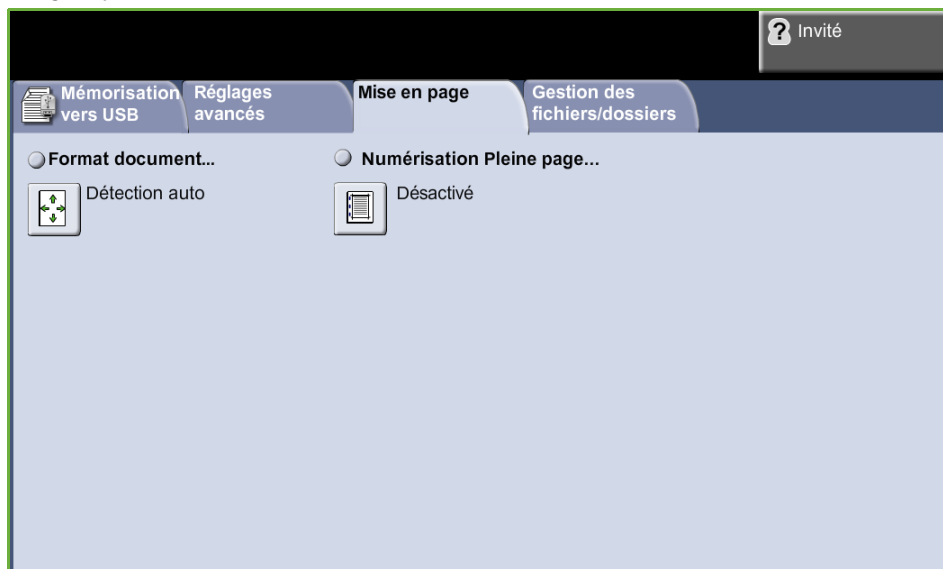 Invité
Mémorisation
vers USB
Réglages
avancés
Mise en page
Gestion des
fichiers/dossiers
Format document...
Numérisation Pleine page...
Détection auto
Désactivé